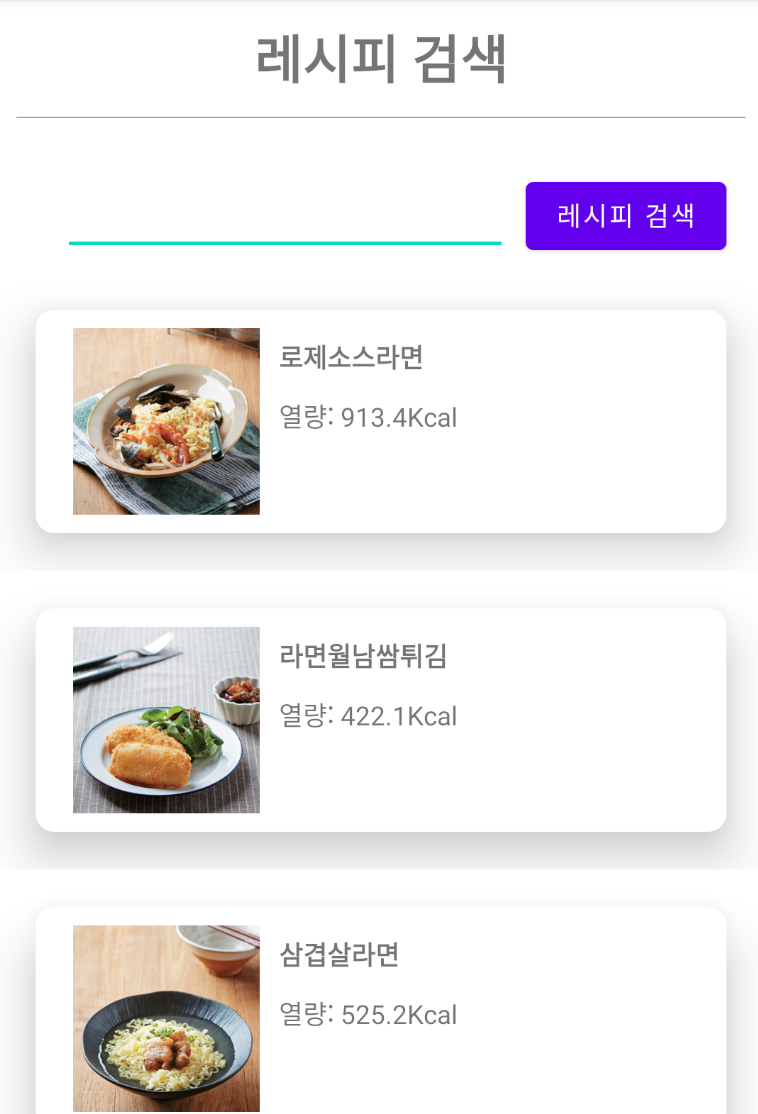 레시피 검색
레시피 검색
로제소스라면
열량: 913.4Kcal
라면월남쌈튀김
열량: 422.1Kcal
삼겹살라면
열량: 525.2Kcal